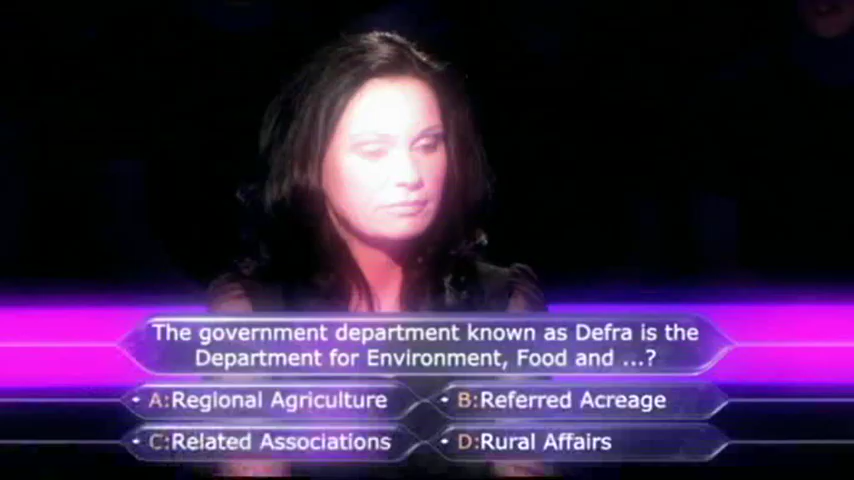 The government department known as Defra is the
Department for Environment, Food and ...?
A:Regional Agriculture
B:Referred Acreage
C:Related Associations
D:Rural Affairs